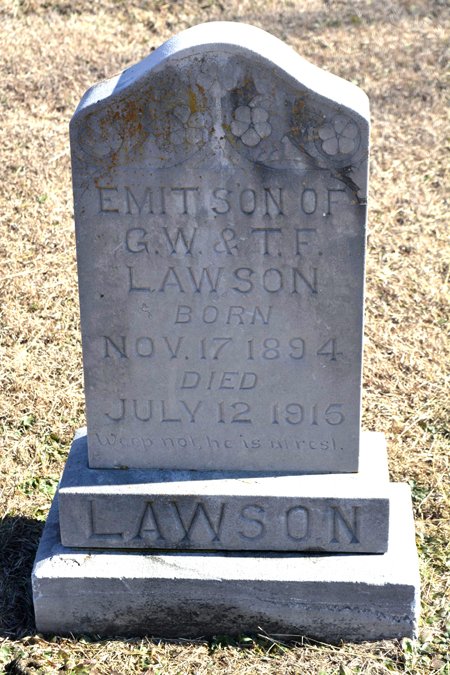 EMIT SON OF
G.W. & T.F.
LAWSON
BORN
NOV. 17 1894
DIED
JULY 12 1915
Weep not, he is at rest.
LAWSON